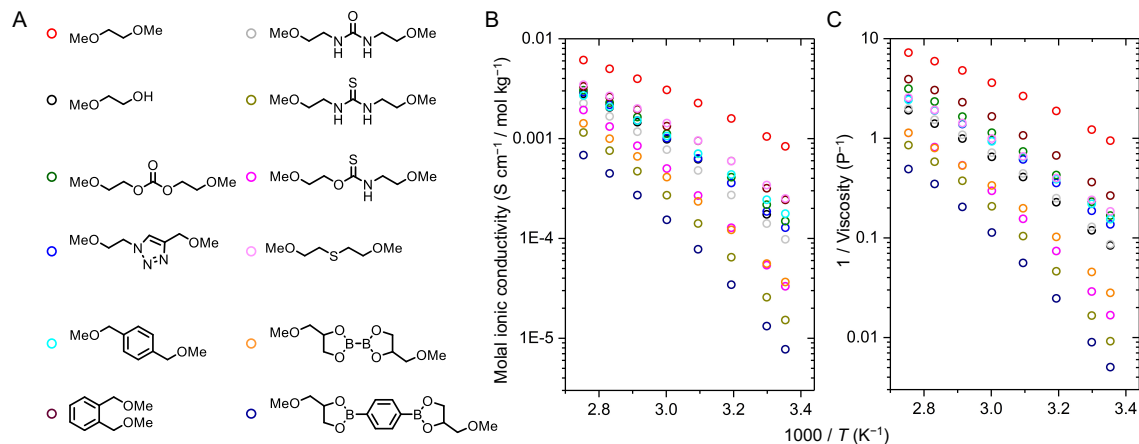 A
MeO OMe
MeO N H O N H OMe
MeO OH
MeO N H S N H OMe
MeO O O O OMe
MeO O S N H OMe
MeO N N N OMe
MeO S OMe
MeO OMe
MeO O O B B O O OMe
OMe OMe
MeO O O B B O O OMe
B
Molal ionic conductivity (S cm⁻¹ / mol kg⁻¹)
0.01
0.001
1E-4
1E-5
2.8 3.0 3.2 3.4
C
1 / Viscosity (P⁻¹)
10
1
0.1
0.01
2.8 3.0 3.2 3.4
1000 / T (K⁻¹)